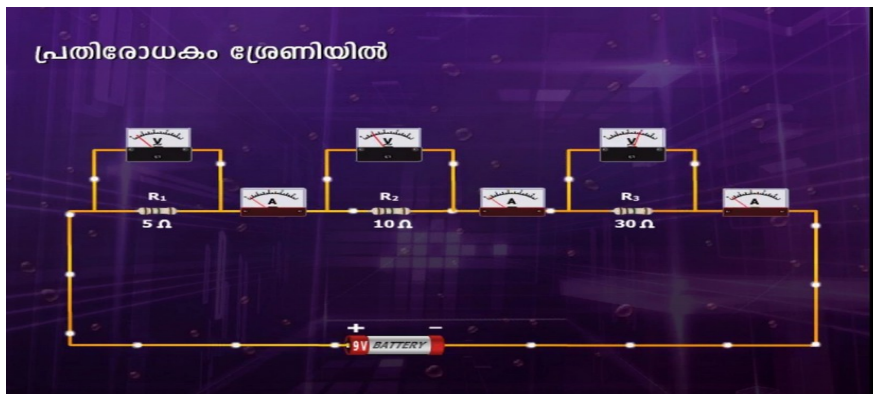 പ്രതിരോധകം ശ്രേണിയിൽ
V V V
R₁ R₂ R₃
A A A
5 Ω 10 Ω 30 Ω
+ −
9V BATTERY